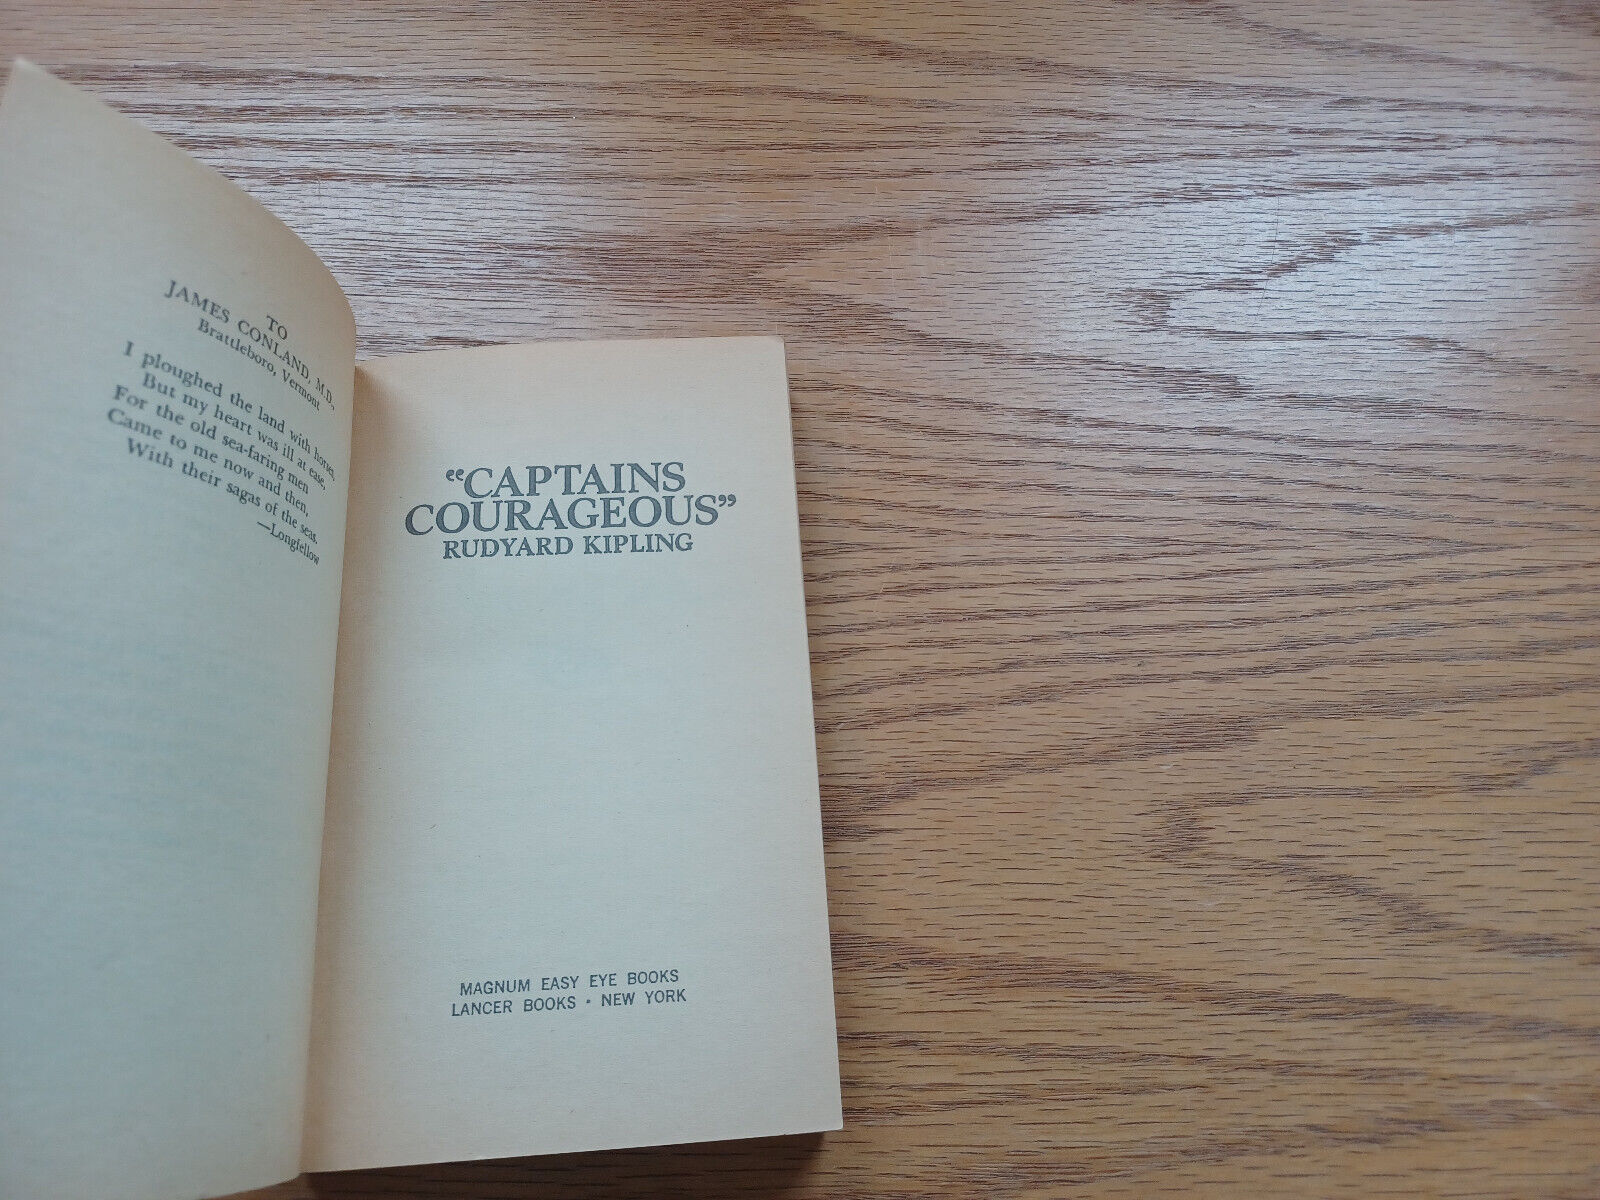 TO
JAMES CONLAND, M.D.,
Brattleboro, Vermont
I ploughed the land with horses,
But my heart was ill at ease,
For the old sea-faring men
Came to me now and then,
With their sagas of the seas.
—Longfellow
“CAPTAINS
COURAGEOUS”
RUDYARD KIPLING
MAGNUM EASY EYE BOOKS
LANCER BOOKS • NEW YORK